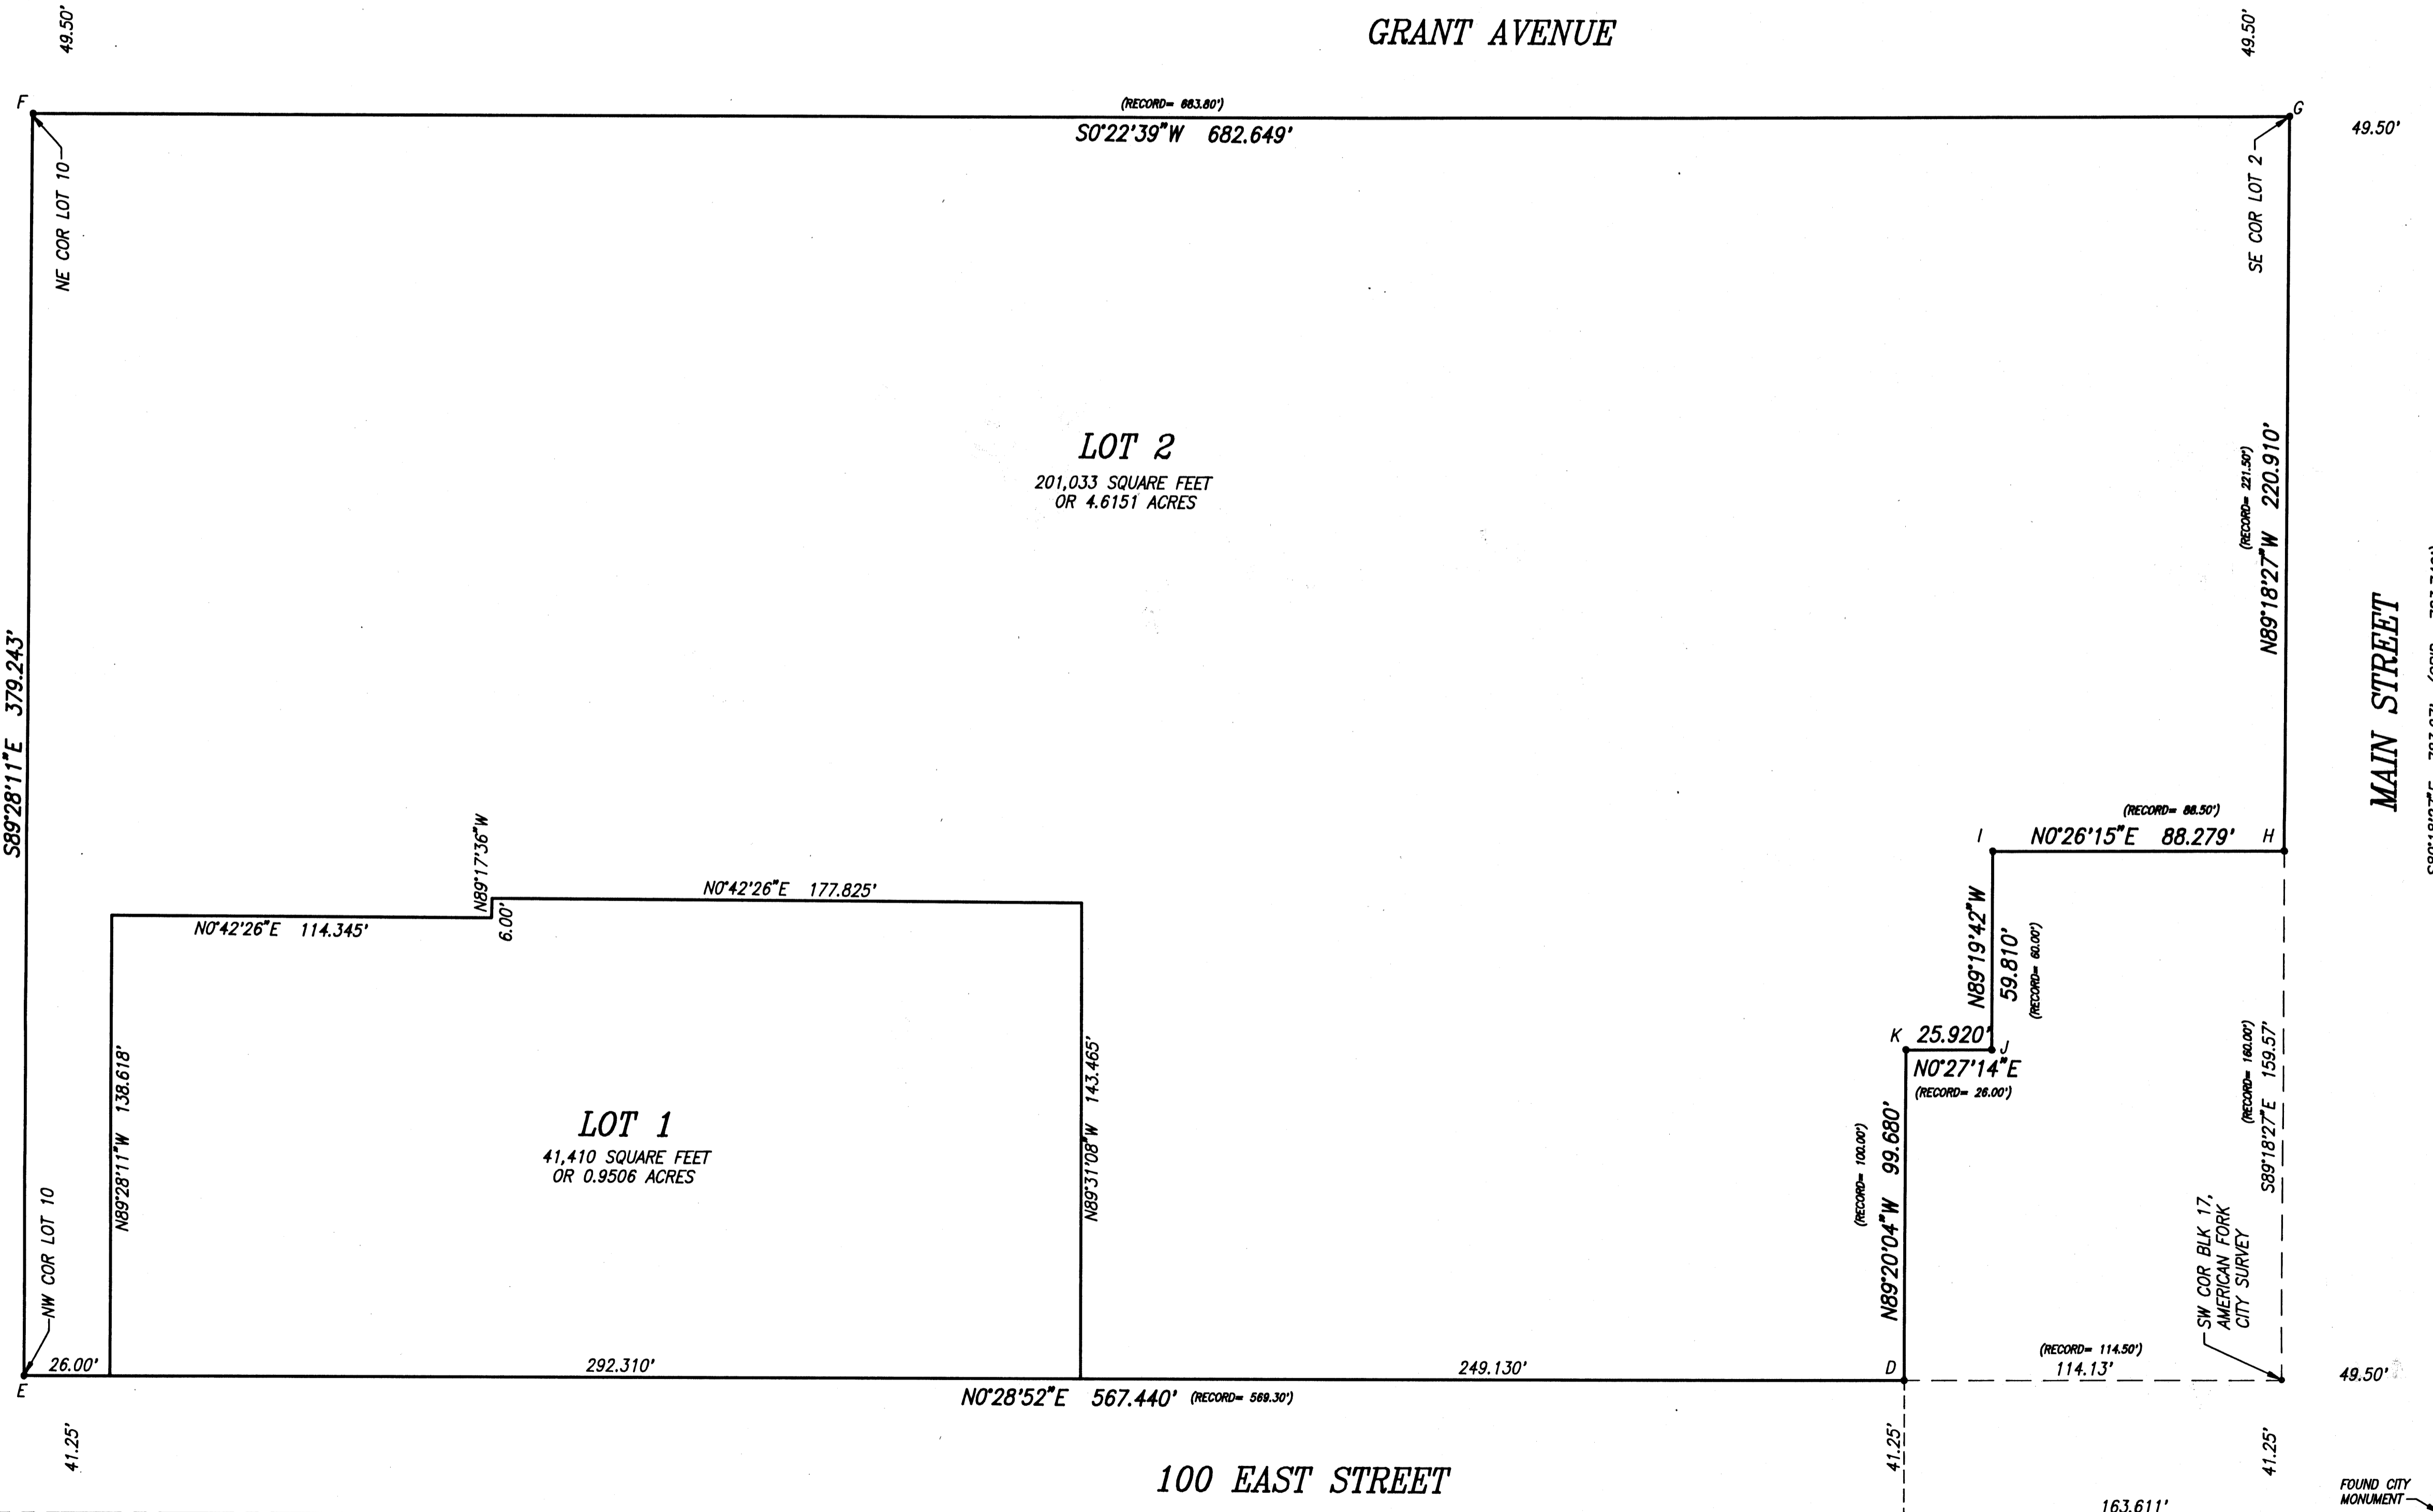 49.50'
GRANT AVENUE
49.50'
F
(RECORD= 683.80')
S0°22'39"W 682.649'
G
49.50'
NE COR LOT 10
SE COR LOT 2
LOT 2
201,033 SQUARE FEET
OR 4.6151 ACRES
(RECORD= 221.50')
N89°18'27"W 220.910'
MAIN STREET
S89°28'11"E 379.243'
(RECORD= 88.50')
I
N0°26'15"E 88.279'
H
N89°17'36"W
6.00'
N0°42'26"E 177.825'
N0°42'26"E 114.345'
N89°19'42"W
59.810'
(RECORD= 60.00')
K
25.920'
J
N0°27'14"E
(RECORD= 26.00')
N89°28'11"W 138.618'
N89°31'08"W 143.465'
LOT 1
41,410 SQUARE FEET
OR 0.9506 ACRES
(RECORD= 100.00')
N89°20'04"W 99.680'
(RECORD= 160.00')
S89°18'27"E 159.57'
NW COR LOT 10
SW COR BLK 17,
AMERICAN FORK
CITY SURVEY
26.00'
292.310'
249.130'
D
(RECORD= 114.50')
114.13'
49.50'
E
N0°28'52"E 567.440' (RECORD= 569.30')
41.25'
100 EAST STREET
41.25'
41.25'
FOUND CITY
MONUMENT
163.611'